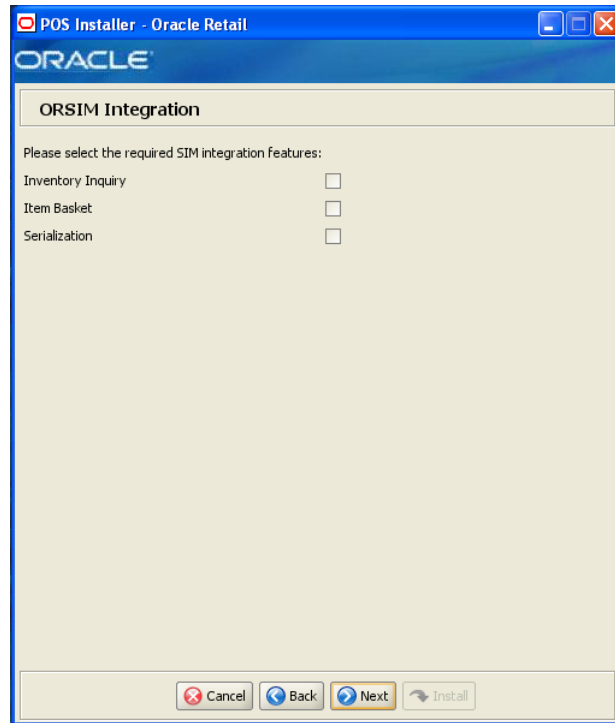 POS Installer - Oracle Retail
ORACLE
ORSIM Integration
Please select the required SIM integration features:
Inventory Inquiry
Item Basket
Serialization
Cancel Back Next Install